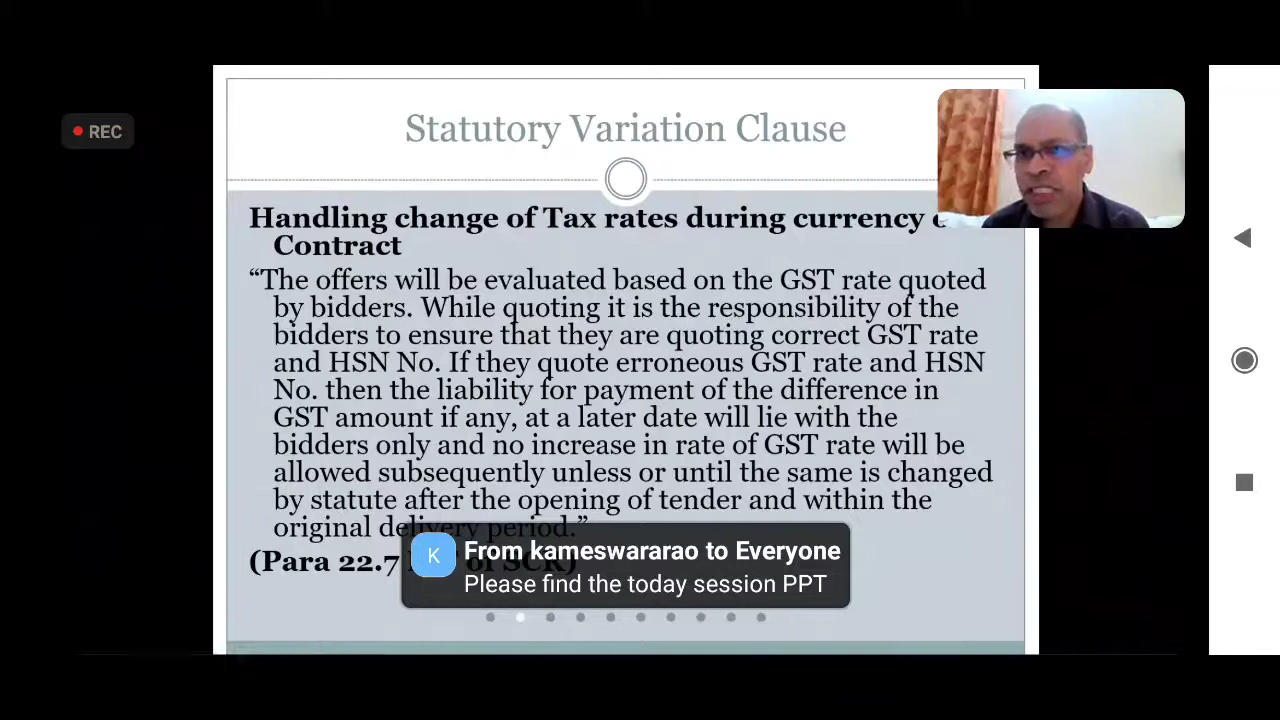 REC
Statutory Variation Clause
Handling change of Tax rates during currency
Contract
“The offers will be evaluated based on the GST rate quoted
by bidders. While quoting it is the responsibility of the
bidders to ensure that they are quoting correct GST rate
and HSN No. If they quote erroneous GST rate and HSN
No. then the liability for payment of the difference in
GST amount if any, at a later date will lie with the
bidders only and no increase in rate of GST rate will be
allowed subsequently unless or until the same is changed
by statute after the opening of tender and within the
original delivery period.”
(Para 22.7 of SCR)
K
From kameswararao to Everyone
Please find the today session PPT